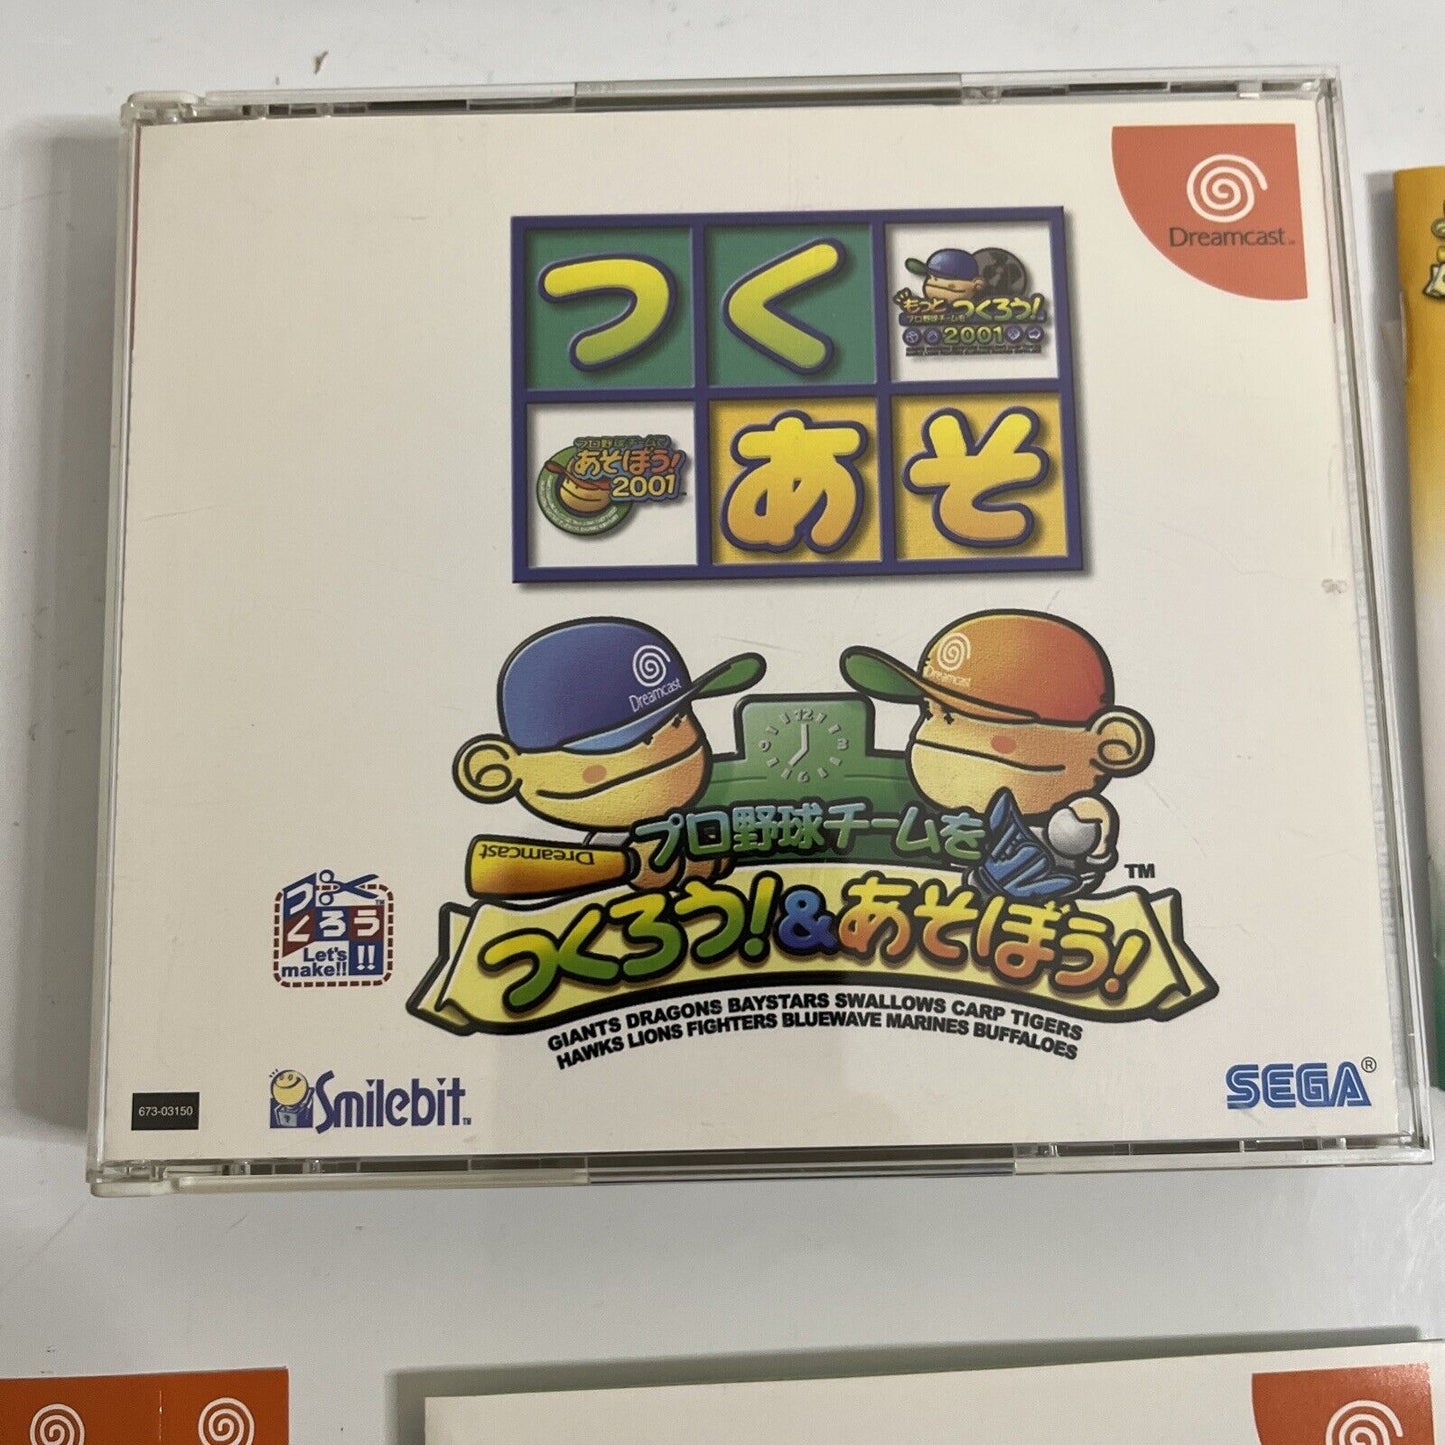 Dreamcast
つく
もっと
プロ野球チームを
つくろう!
2001
プロ野球チームで
あそぼう!
2001
あそ
Dreamcast
Dreamcast
12
Dreamcast
プロ野球チームを
つくろう!&あそぼう!
TM
GIANTS DRAGONS BAYSTARS SWALLOWS CARP TIGERS
HAWKS LIONS FIGHTERS BLUEWAVE MARINES BUFFALOES
つ
くろう
Let's
make!!
!!
673-03150
Smilebit
TM
SEGA®